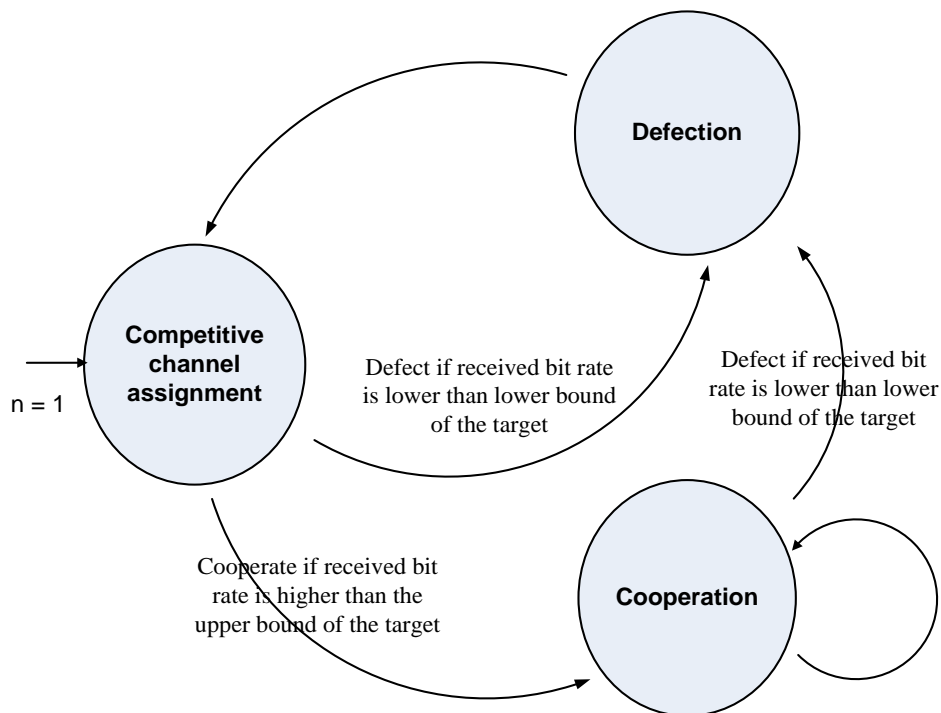 Defection
Competitive
channel
assignment
n = 1
Defect if received bit rate
is lower than lower bound
of the target
Defect if received bit
rate is lower than lower
bound of the target
Cooperate if received bit
rate is higher than the
upper bound of the target
Cooperation